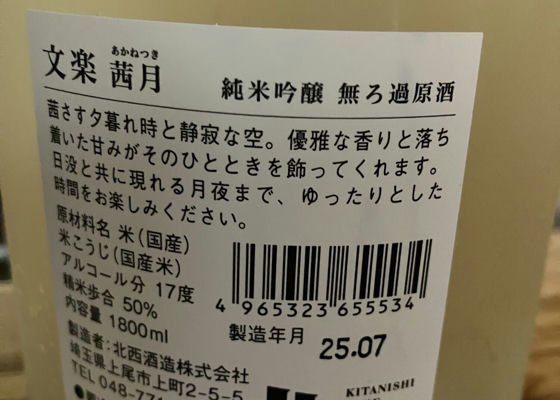 あかねつき
文楽 茜月 純米吟醸 無ろ過原酒
茜さす夕暮れ時と静寂な空。優雅な香りと落ち
着いた甘みがそのひとときを飾ってくれます。
日没と共に現れる月夜まで、ゆったりとした
時間をお楽しみください。
原材料名 米(国産)
米こうじ(国産米)
アルコール分 17度
精米歩合 50%
内容量 1800ml
4 965323 655534
製造年月 25.07
製造者:北西酒造株式会社
埼玉県上尾市上町2-5-5
TEL 048-771
KITANISHI